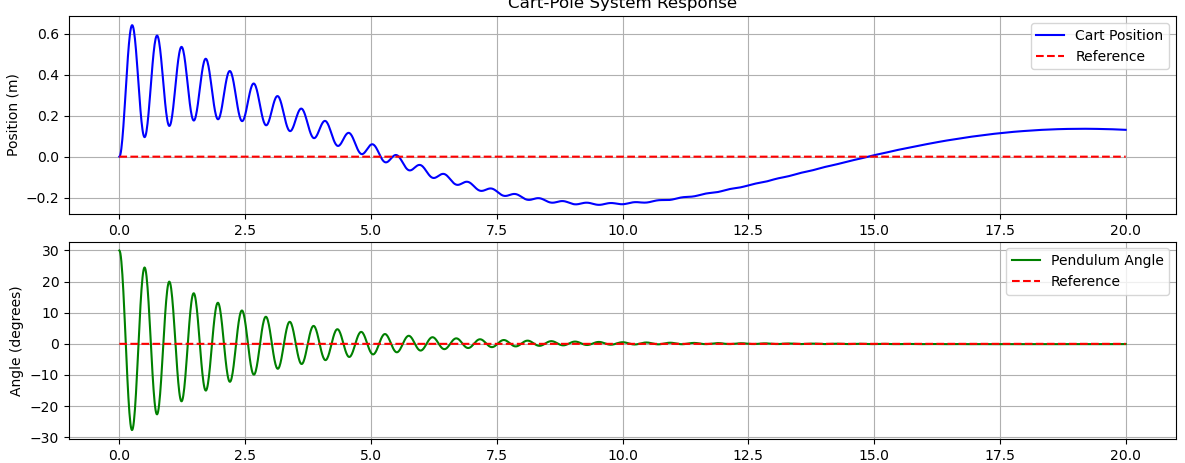 Cart-Pole System Response
Position (m)
0.6
0.4
0.2
0.0
−0.2
Cart Position
Reference
0.0 2.5 5.0 7.5 10.0 12.5 15.0 17.5 20.0
Angle (degrees)
30
20
10
0
−10
−20
−30
Pendulum Angle
Reference
0.0 2.5 5.0 7.5 10.0 12.5 15.0 17.5 20.0